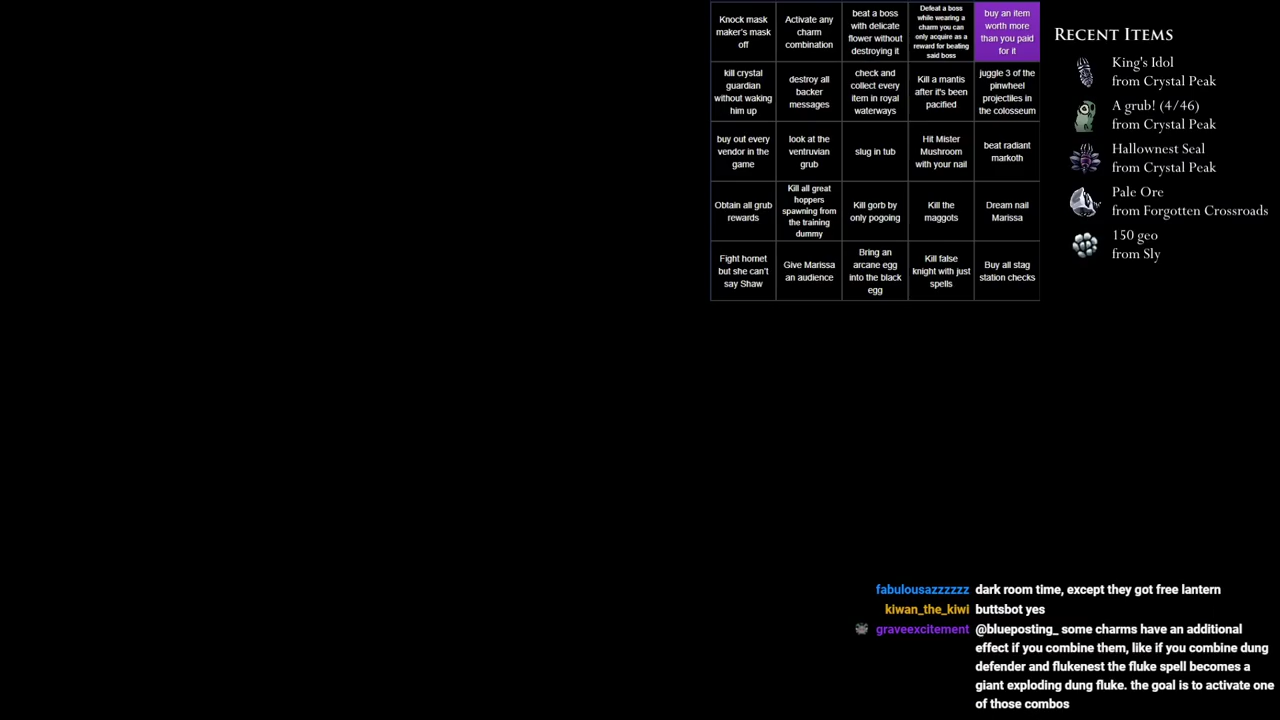 Knock mask
maker's mask
off
Activate any
charm
combination
beat a boss
with delicate
flower without
destroying it
Defeat a boss
while wearing a
charm you can
only acquire as a
reward for beating
said boss
buy an item
worth more
than you paid
for it
kill crystal
guardian
without waking
him up
destroy all
backer
messages
check and
collect every
item in royal
waterways
Kill a mantis
after it's been
pacified
juggle 3 of the
pinwheel
projectiles in
the colosseum
buy out every
vendor in the
game
look at the
ventruvian
grub
slug in tub
Hit Mister
Mushroom
with your nail
beat radiant
markoth
Obtain all grub
rewards
Kill all great
hoppers
spawning from
the training
dummy
Kill gorb by
only pogoing
Kill the
maggots
Dream nail
Marissa
Fight hornet
but she can't
say Shaw
Give Marissa
an audience
Bring an
arcane egg
into the black
egg
Kill false
knight with just
spells
Buy all stag
station checks
Recent Items
King's Idol
from Crystal Peak
A grub! (4/46)
from Crystal Peak
Hallownest Seal
from Crystal Peak
Pale Ore
from Forgotten Crossroads
150 geo
from Sly
fabulousazzzzzz dark room time, except they got free lantern
kiwan_the_kiwi buttsbot yes
graveexcitement @blueposting_ some charms have an additional
effect if you combine them, like if you combine dung
defender and flukenest the fluke spell becomes a
giant exploding dung fluke. the goal is to activate one
of those combos